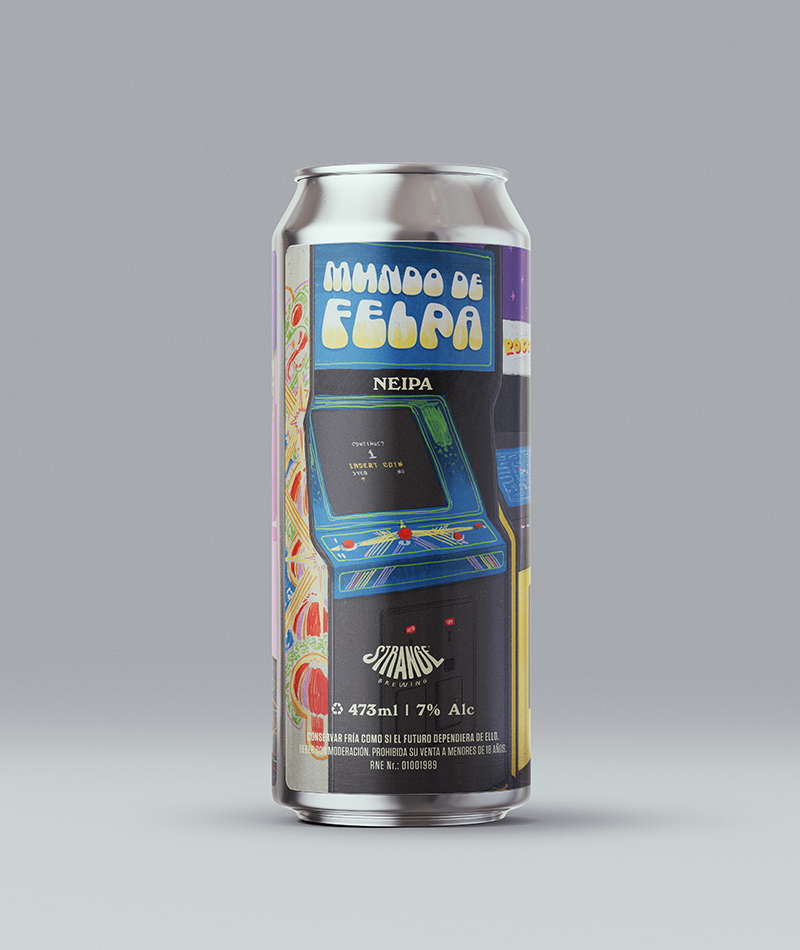 MUNDO DE
FELPA
NEIPA
CONTINUE?
1
INSERT COIN
>YES NO
STRANGE
BREWING
473ml | 7% Alc
CONSERVAR FRÍA COMO SI EL FUTURO DEPENDIERA DE ELLO.
BEBER CON MODERACIÓN. PROHIBIDA SU VENTA A MENORES DE 18 AÑOS.
RNE Nr.: 01001989